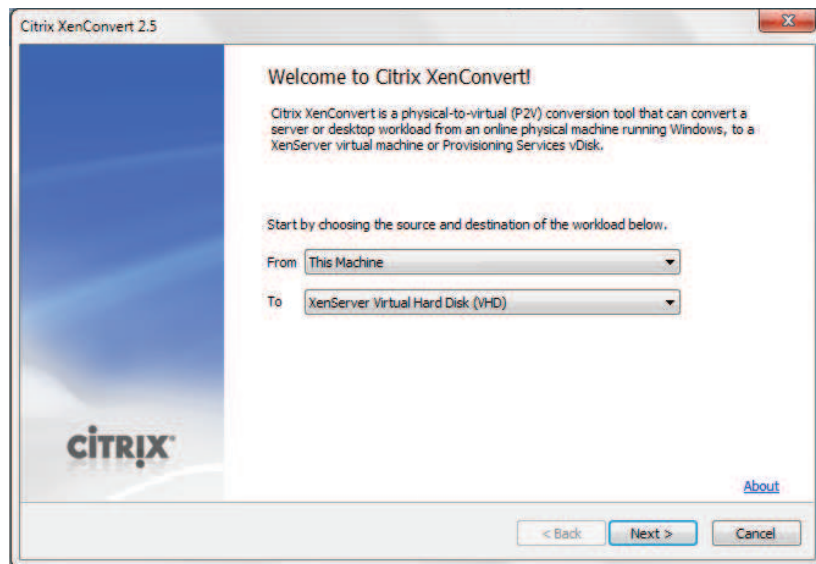 Citrix XenConvert 2.5
Welcome to Citrix XenConvert!
Citrix XenConvert is a physical-to-virtual (P2V) conversion tool that can convert a
server or desktop workload from an online physical machine running Windows, to a
XenServer virtual machine or Provisioning Services vDisk.
Start by choosing the source and destination of the workload below.
From This Machine
To XenServer Virtual Hard Disk (VHD)
CİTRIX
About
< Back Next > Cancel